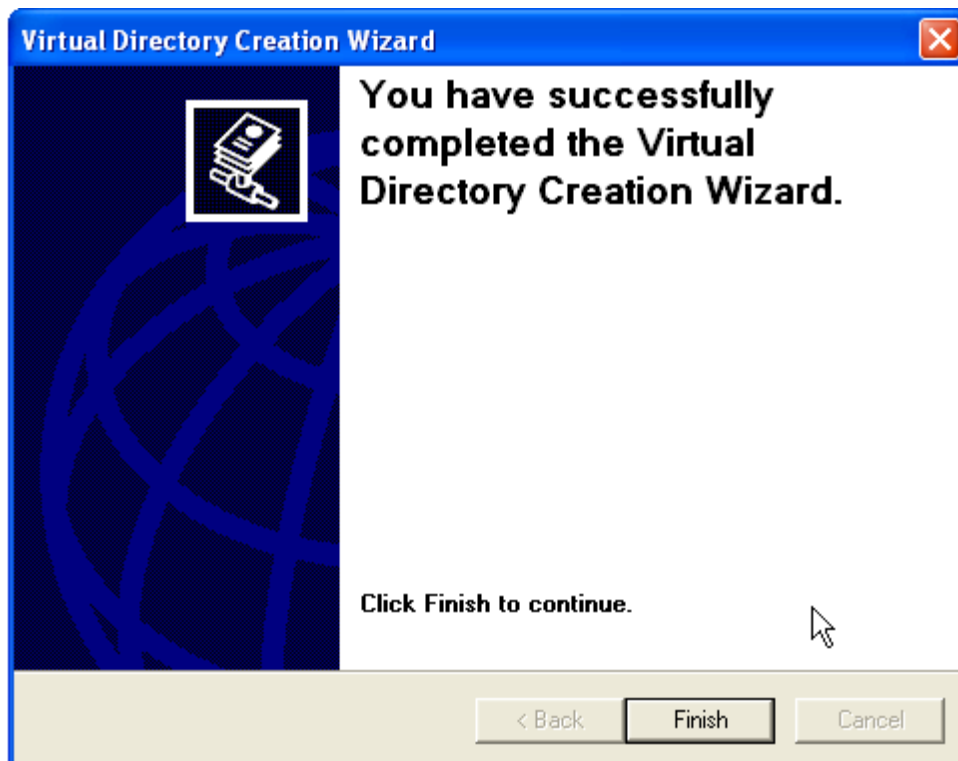 Virtual Directory Creation Wizard
You have successfully
completed the Virtual
Directory Creation Wizard.
Click Finish to continue.
< Back
Finish
Cancel